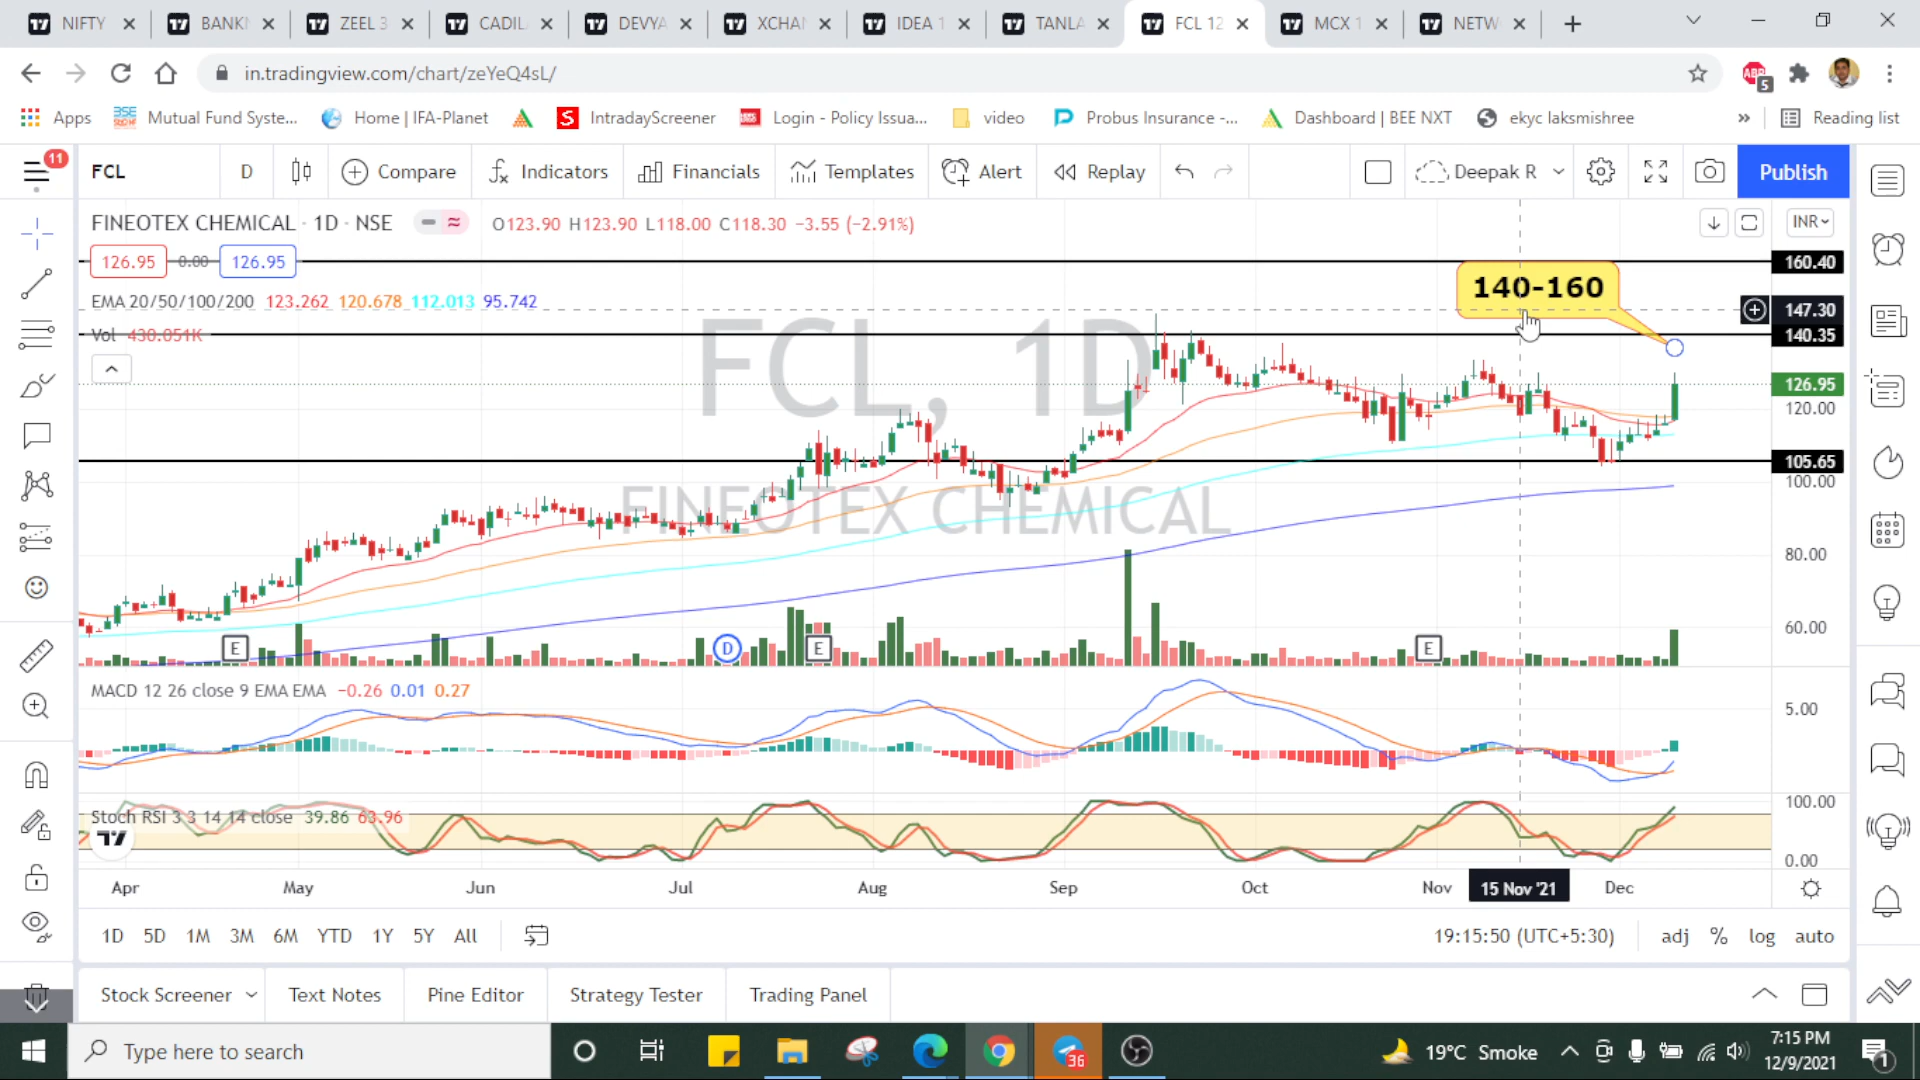 NIFTY
BANKN
ZEEL 3
CADIL
DEVYA
XCHAN
IDEA 1
TANLA
FCL 12
MCX 1
NETW
in.tradingview.com/chart/zeYeQ4sL/
ABP
5
Apps
Mutual Fund Syste...
Home | IFA-Planet
S
IntradayScreener
Login - Policy Issua...
video
Probus Insurance -...
Dashboard | BEE NXT
ekyc laksmishree
»
Reading list
11
FCL
D
Compare
Indicators
Financials
Templates
Alert
Replay
Deepak R
Publish
FINEOTEX CHEMICAL · 1D · NSE
O123.90 H123.90 L118.00 C118.30 −3.55 (−2.91%)
INR
126.95
0.00
126.95
160.40
140-160
EMA 20/50/100/200 123.262 120.678 112.013 95.742
147.30
Vol 430.051K
140.35
FCL, 1D
126.95
120.00
105.65
100.00
FINEOTEX CHEMICAL
80.00
60.00
E
D
E
E
MACD 12 26 close 9 EMA EMA −0.26 0.01 0.27
5.00
Stoch RSI 3 3 14 14 close 39.86 63.96
100.00
0.00
Apr
May
Jun
Jul
Aug
Sep
Oct
Nov
15 Nov '21
Dec
1D
5D
1M
3M
6M
YTD
1Y
5Y
All
19:15:50 (UTC+5:30)
adj
%
log
auto
Stock Screener
Text Notes
Pine Editor
Strategy Tester
Trading Panel
Type here to search
36
19°C Smoke
7:15 PM
12/9/2021
1